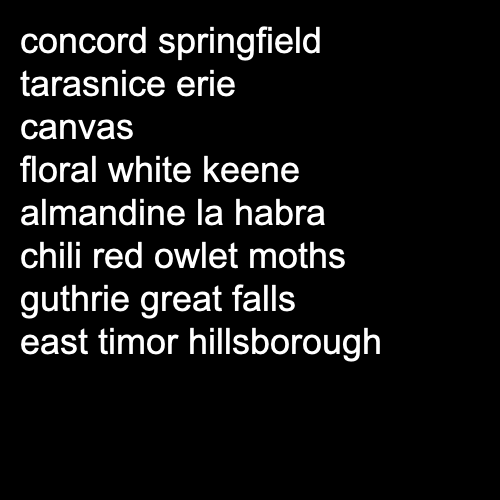 concord springfield
tarasnice erie
canvas
floral white keene
almandine la habra
chili red owlet moths
guthrie great falls
east timor hillsborough